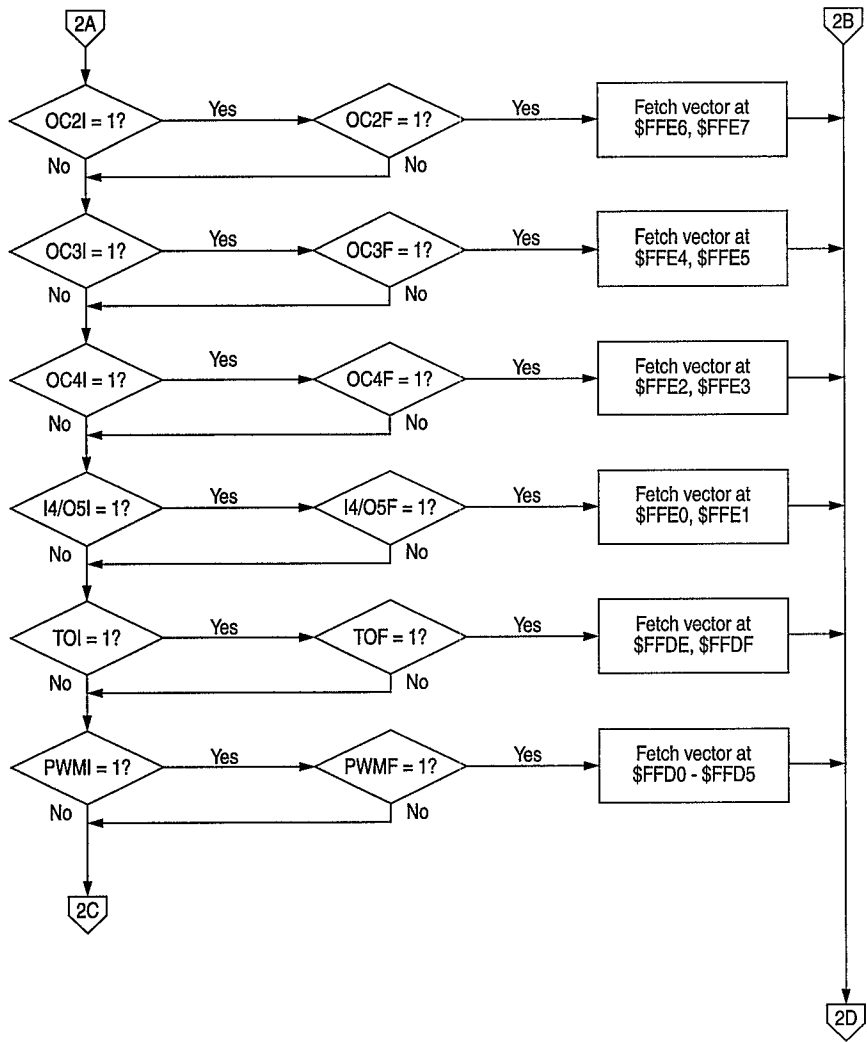 2A
2B
OC2I = 1?
Yes
OC2F = 1?
Yes
Fetch vector at
$FFE6, $FFE7
No
No
OC3I = 1?
Yes
OC3F = 1?
Yes
Fetch vector at
$FFE4, $FFE5
No
No
OC4I = 1?
Yes
OC4F = 1?
Yes
Fetch vector at
$FFE2, $FFE3
No
No
I4/O5I = 1?
Yes
I4/O5F = 1?
Yes
Fetch vector at
$FFE0, $FFE1
No
No
TOI = 1?
Yes
TOF = 1?
Yes
Fetch vector at
$FFDE, $FFDF
No
No
PWMI = 1?
Yes
PWMF = 1?
Yes
Fetch vector at
$FFD0 - $FFD5
No
No
2C
2D